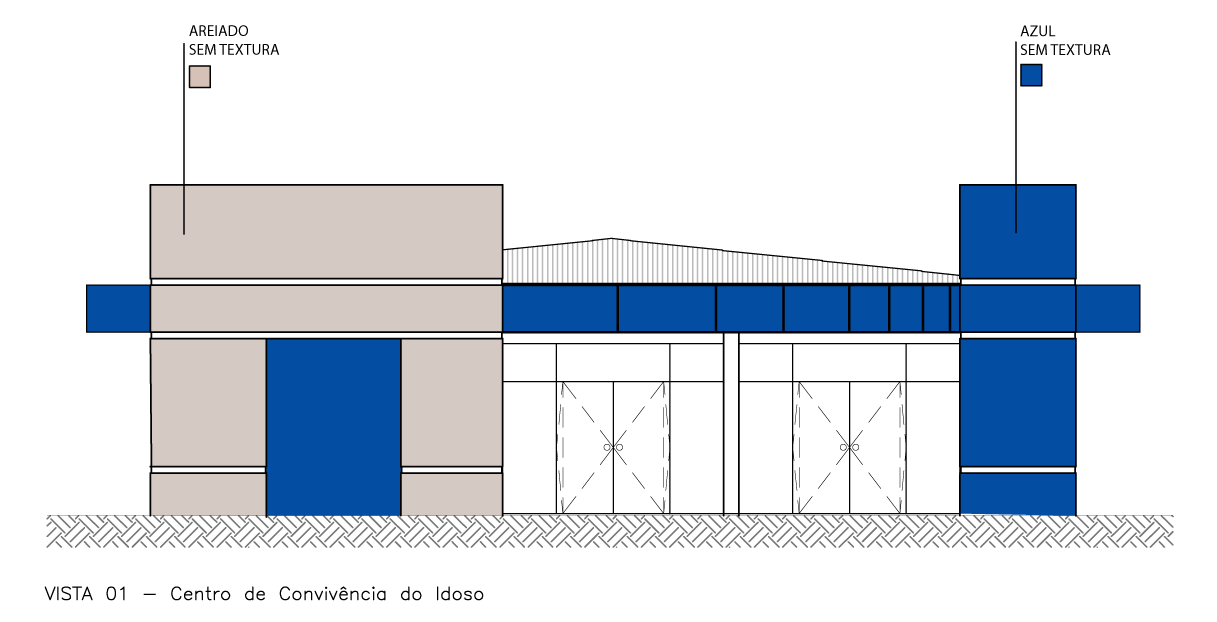 AREIADO
SEM TEXTURA
AZUL
SEM TEXTURA
VISTA 01 – Centro de Convivência do Idoso